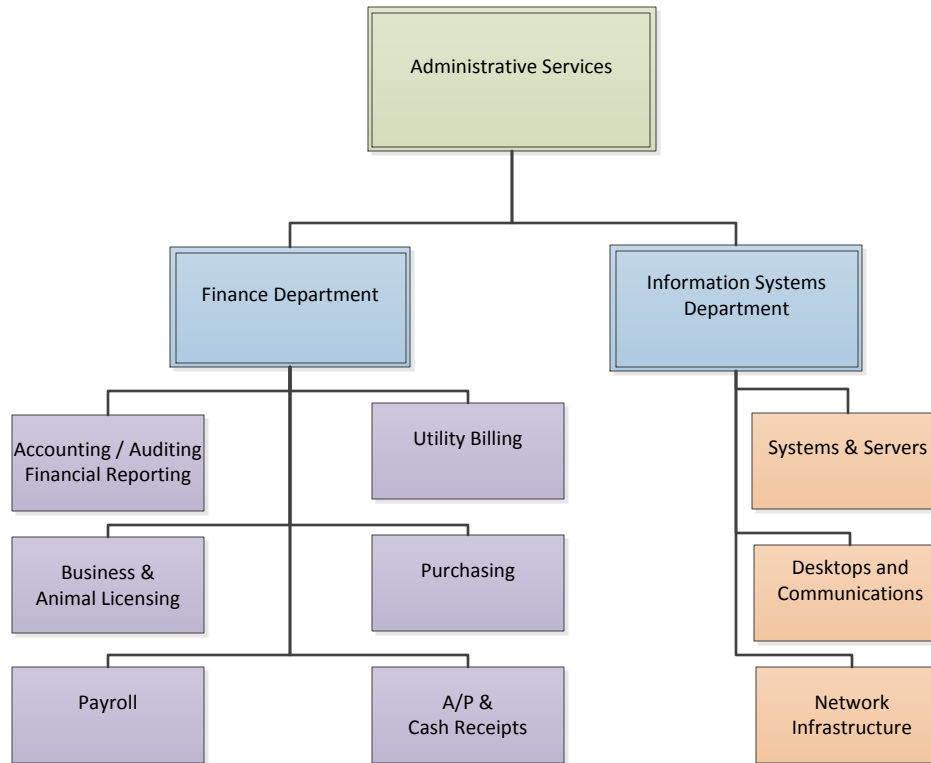 Administrative Services
Finance Department
Information Systems
Department
Accounting / Auditing
Financial Reporting
Utility Billing
Systems & Servers
Business &
Animal Licensing
Purchasing
Desktops and
Communications
Payroll
A/P &
Cash Receipts
Network
Infrastructure